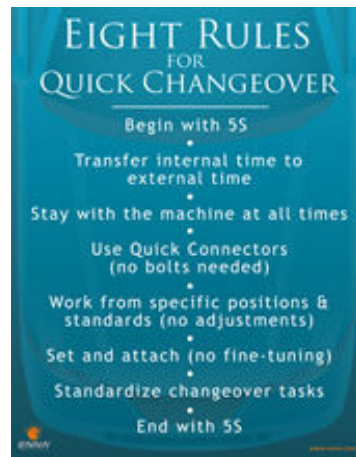 EIGHT RULES
FOR
QUICK CHANGEOVER
Begin with 5S
Transfer internal time to
external time
Stay with the machine at all times
Use Quick Connectors
(no bolts needed)
Work from specific positions &
standards (no adjustments)
Set and attach (no fine-tuning)
Standardize changeover tasks
End with 5S